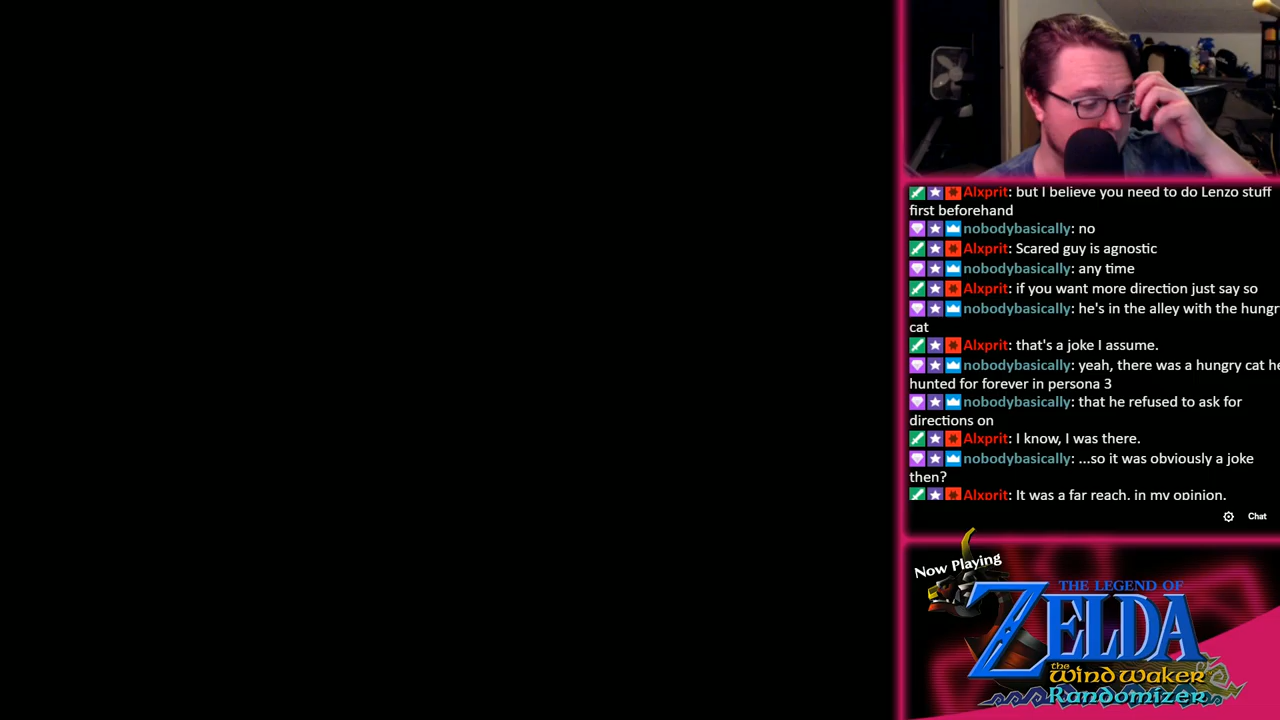 Alxprit: but I believe you need to do Lenzo stuff
first beforehand
nobodybasically: no
Alxprit: Scared guy is agnostic
nobodybasically: any time
Alxprit: if you want more direction just say so
nobodybasically: he's in the alley with the hungr
cat
Alxprit: that's a joke I assume.
nobodybasically: yeah, there was a hungry cat he
hunted for forever in persona 3
nobodybasically: that he refused to ask for
directions on
Alxprit: I know, I was there.
nobodybasically: ...so it was obviously a joke
then?
Alxprit: It was a far reach, in my opinion.
Chat
Now Playing
THE LEGEND OF
ZELDA
the
Wind Waker
Randomizer